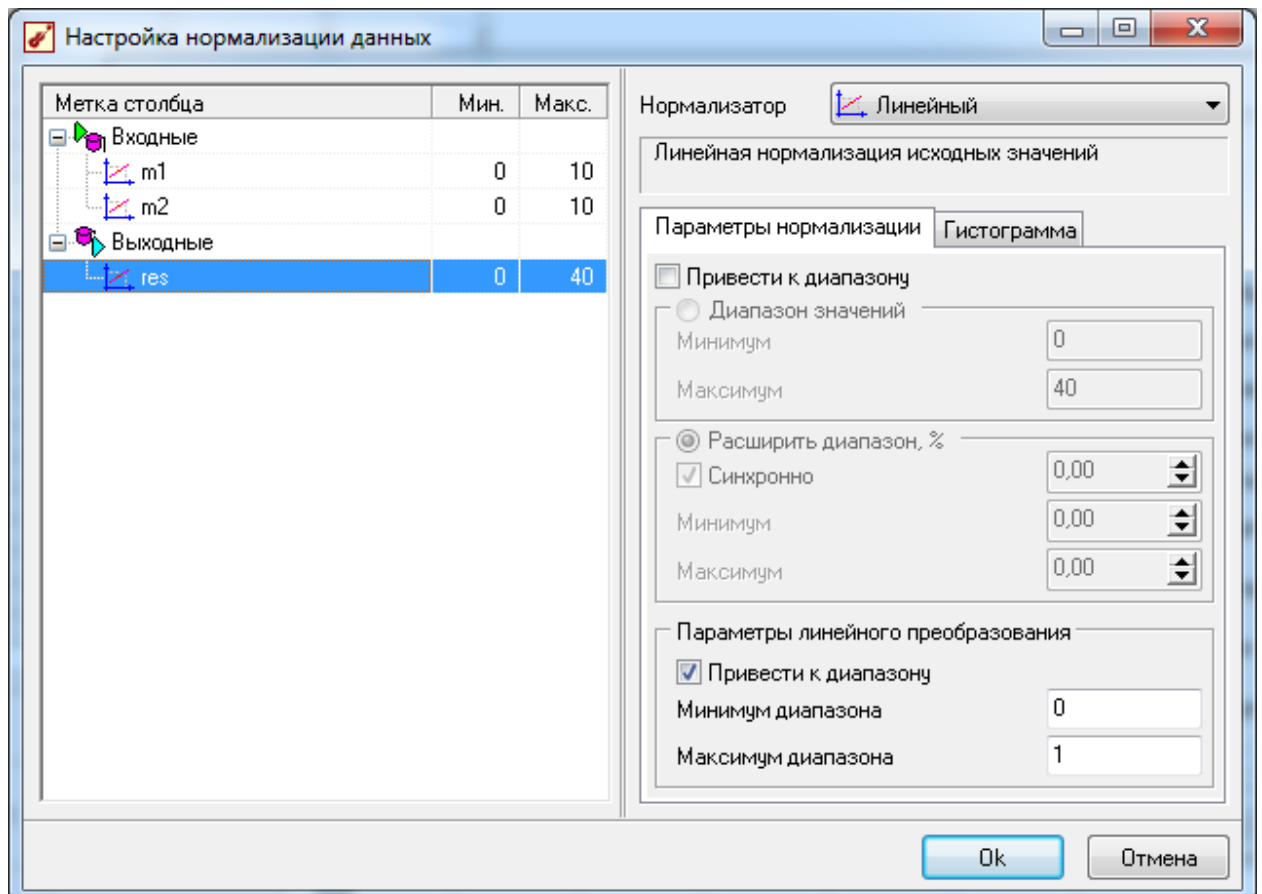 Настройка нормализации данных
Метка столбца Мин. Макс.
Входные
m1 0 10
m2 0 10
Выходные
res 0 40
Нормализатор Линейный
Линейная нормализация исходных значений
Параметры нормализации Гистограмма
Привести к диапазону
Диапазон значений
Минимум 0
Максимум 40
Расширить диапазон, %
Синхронно 0,00
Минимум 0,00
Максимум 0,00
Параметры линейного преобразования
Привести к диапазону
Минимум диапазона 0
Максимум диапазона 1
Ok Отмена